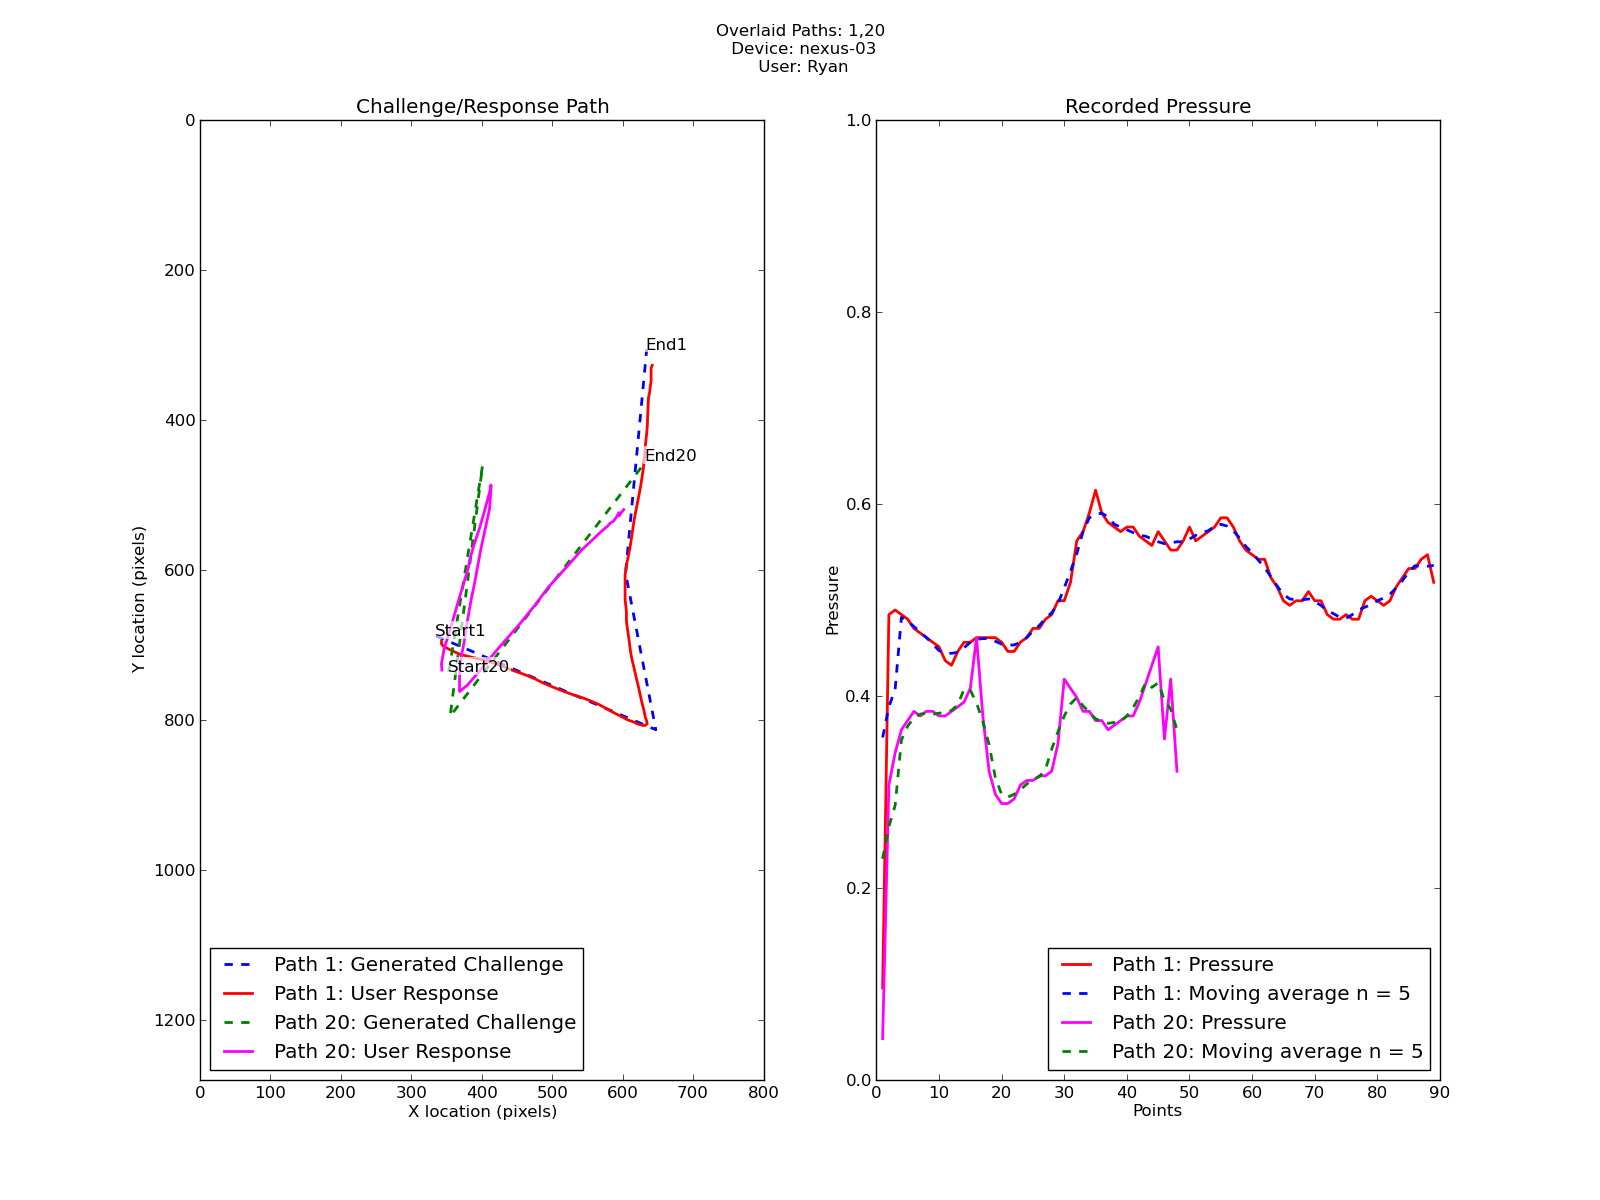 Overlaid Paths: 1,20
Device: nexus-03
User: Ryan
Challenge/Response Path
0
200
400
600
800
1000
1200
Y location (pixels)
End1
End20
Start1
Start20
Path 1: Generated Challenge
Path 1: User Response
Path 20: Generated Challenge
Path 20: User Response
0 100 200 300 400 500 600 700 800
X location (pixels)
Recorded Pressure
1.0
0.8
0.6
0.4
0.2
0.0
Pressure
Path 1: Pressure
Path 1: Moving average n = 5
Path 20: Pressure
Path 20: Moving average n = 5
0 10 20 30 40 50 60 70 80 90
Points